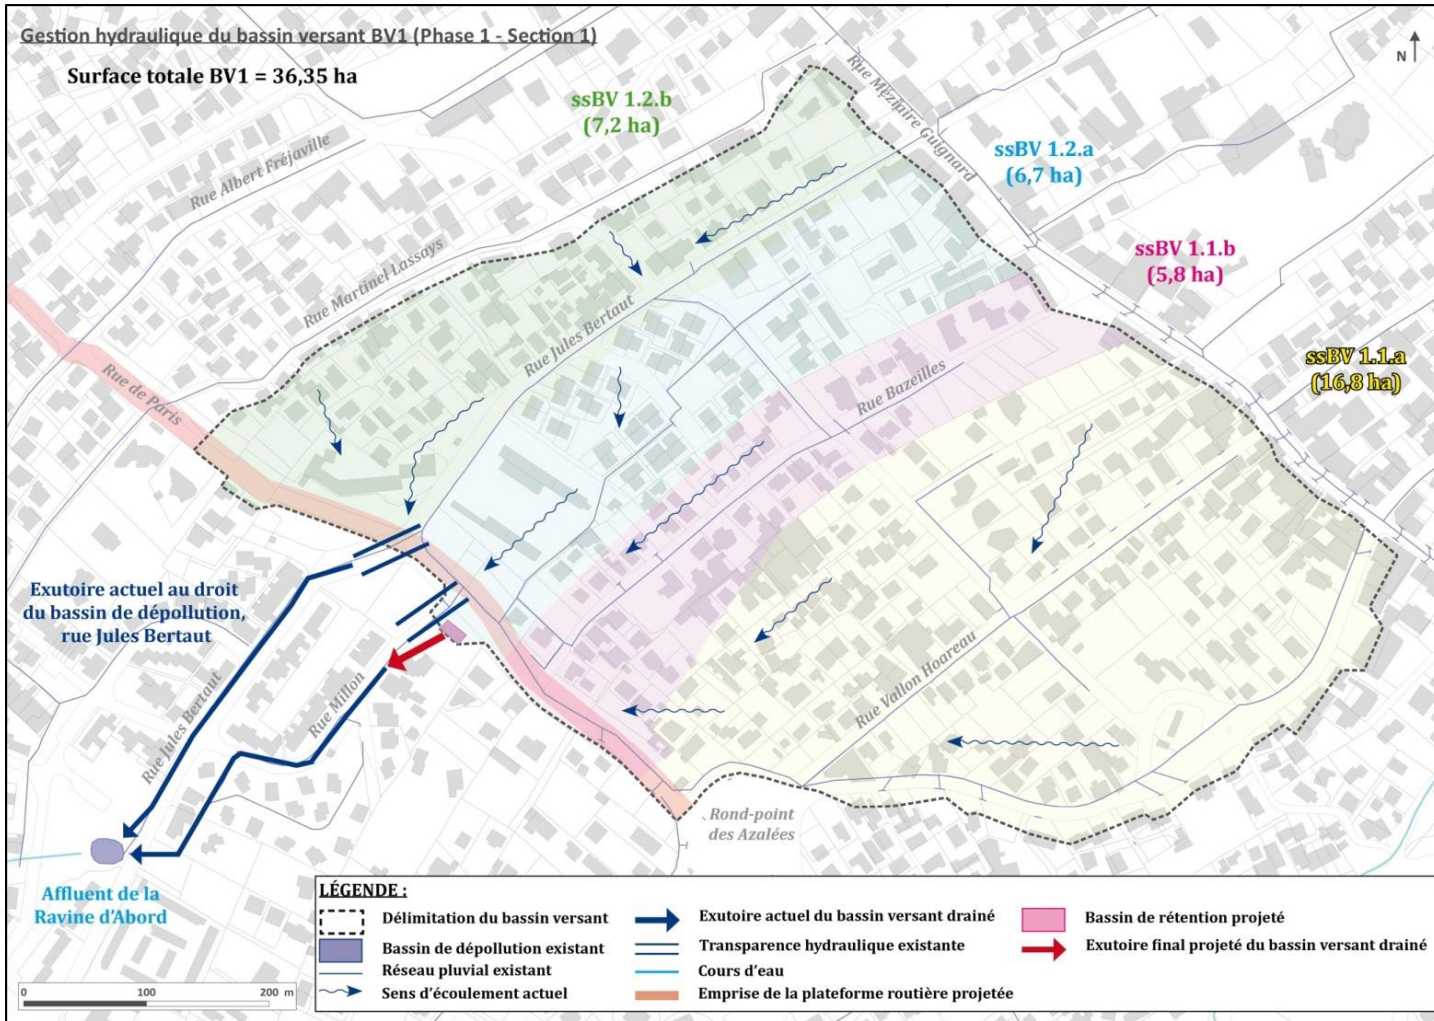 Gestion hydraulique du bassin versant BV1 (Phase 1 - Section 1)
Surface totale BV1 = 36,35 ha
N
ssBV 1.2.b
(7,2 ha)
Rue Méziaire Guignard
ssBV 1.2.a
(6,7 ha)
Rue Albert Fréjaville
ssBV 1.1.b
(5,8 ha)
Rue Martinel Lassays
Rue Jules Bertaut
ssBV 1.1.a
(16,8 ha)
Rue de Paris
Rue Bazeilles
Exutoire actuel au droit
du bassin de dépollution,
rue Jules Bertaut
Rue Vallon Hoareau
Rue Jules Bertaut
Rue Millon
Rond-point
des Azalées
Affluent de la
Ravine d'Abord
LÉGENDE :
Délimitation du bassin versant
Bassin de dépollution existant
Réseau pluvial existant
Sens d'écoulement actuel
Exutoire actuel du bassin versant drainé
Transparence hydraulique existante
Cours d'eau
Emprise de la plateforme routière projetée
Bassin de rétention projeté
Exutoire final projeté du bassin versant drainé
0 100 200 m